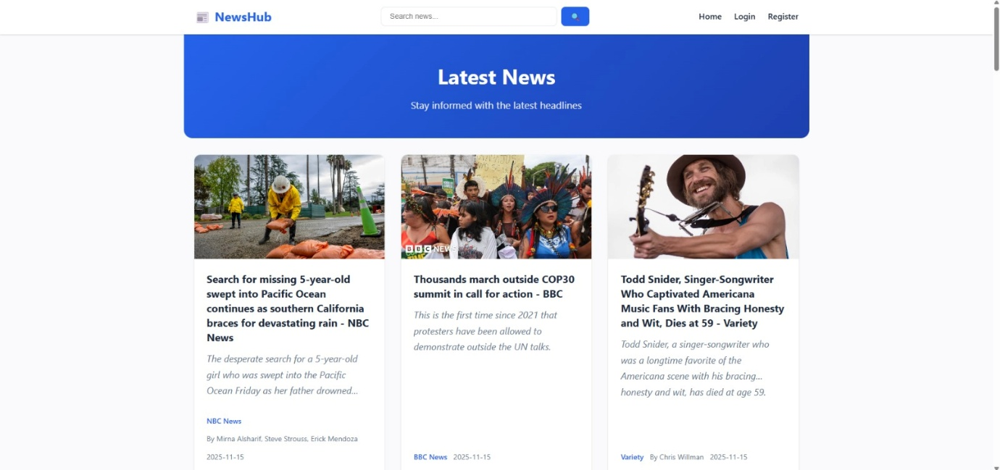 NewsHub
Search news...
Home Login Register
Latest News
Stay informed with the latest headlines
BBC NEWS
Search for missing 5-year-old
swept into Pacific Ocean
continues as southern California
braces for devastating rain - NBC
News
The desperate search for a 5-year-old
girl who was swept into the Pacific
Ocean Friday as her father drowned...
NBC News
By Mirna Alsharif, Steve Strouss, Erick Mendoza
2025-11-15
Thousands march outside COP30
summit in call for action - BBC
This is the first time since 2021 that
protesters have been allowed to
demonstrate outside the UN talks.
BBC News 2025-11-15
Todd Snider, Singer-Songwriter
Who Captivated Americana
Music Fans With Bracing Honesty
and Wit, Dies at 59 - Variety
Todd Snider, a singer-songwriter who
was a longtime favorite of the
Americana scene with his bracing...
honesty and wit, has died at age 59.
Variety By Chris Willman 2025-11-15